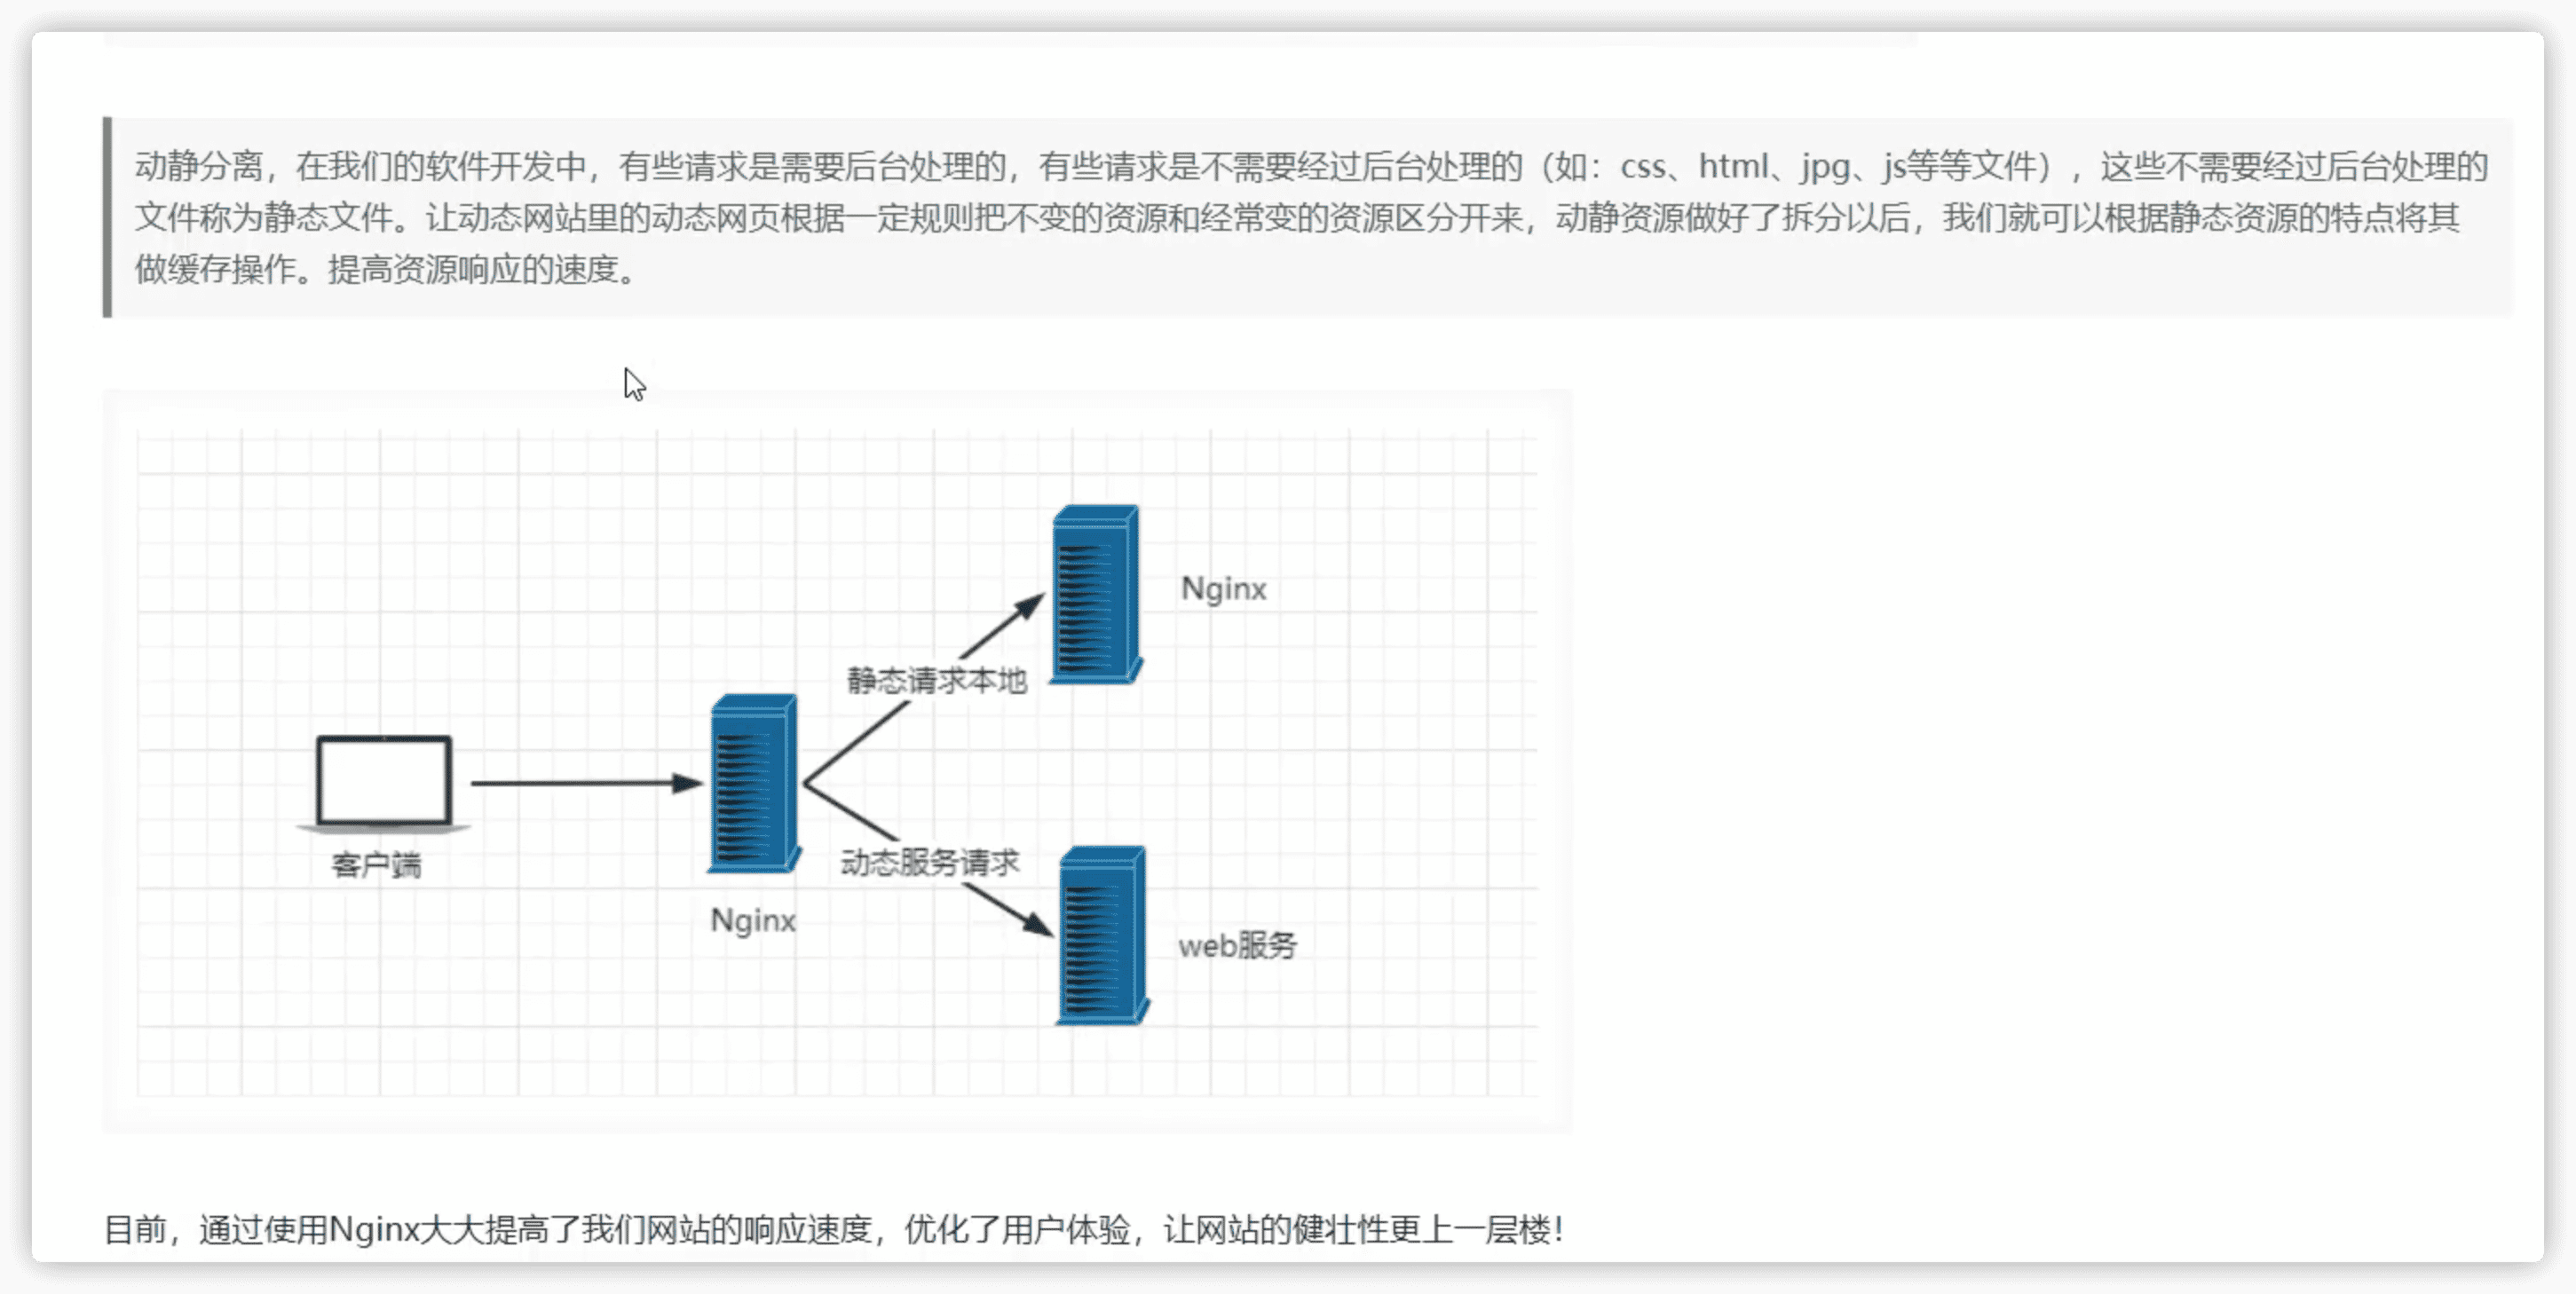 动静分离，在我们的软件开发中，有些请求是需要后台处理的，有些请求是不需要经过后台处理的（如：css、html、jpg、js等等文件），这些不需要经过后台处理的
文件称为静态文件。让动态网站里的动态网页根据一定规则把不变的资源和经常变的资源区分开来，动静资源做好了拆分以后，我们就可以根据静态资源的特点将其
做缓存操作。提高资源响应的速度。
Nginx
静态请求本地
客户端
动态服务请求
Nginx
web服务
目前，通过使用Nginx大大提高了我们网站的响应速度，优化了用户体验，让网站的健壮性更上一层楼！